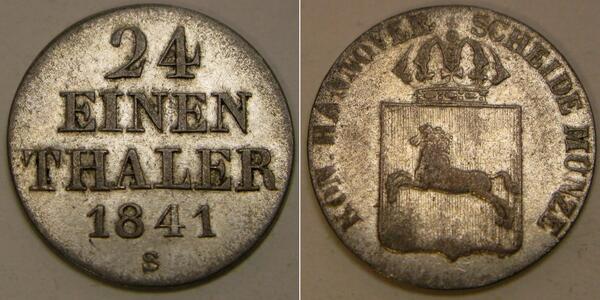 24
EINEN
THALER
1841
S
KÖN. HANNOVER SCHEIDE MÜNZE